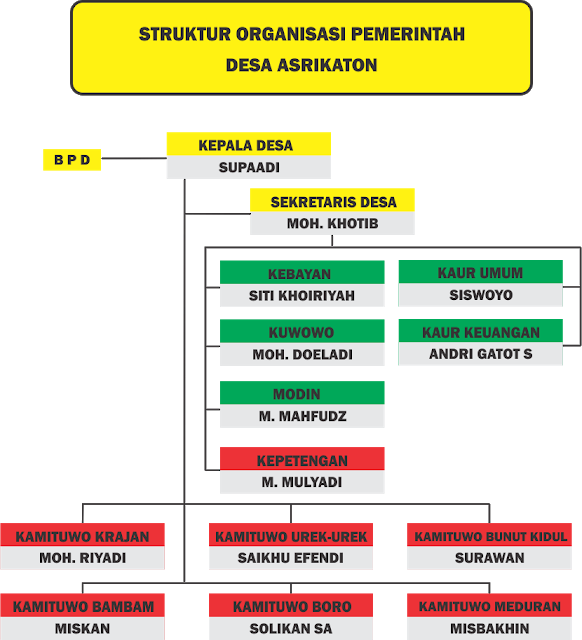 STRUKTUR ORGANISASI PEMERINTAH
DESA ASRIKATON
B P D
KEPALA DESA
SUPAADI
SEKRETARIS DESA
MOH. KHOTIB
KEBAYAN
SITI KHOIRIYAH
KAUR UMUM
SISWOYO
KUWOWO
MOH. DOELADI
KAUR KEUANGAN
ANDRI GATOT S
MODIN
M. MAHFUDZ
KEPETENGAN
M. MULYADI
KAMITUWO KRAJAN
MOH. RIYADI
KAMITUWO UREK-UREK
SAIKHU EFENDI
KAMITUWO BUNUT KIDUL
SURAWAN
KAMITUWO BAMBAM
MISKAN
KAMITUWO BORO
SOLIKAN SA
KAMITUWO MEDURAN
MISBAKHIN